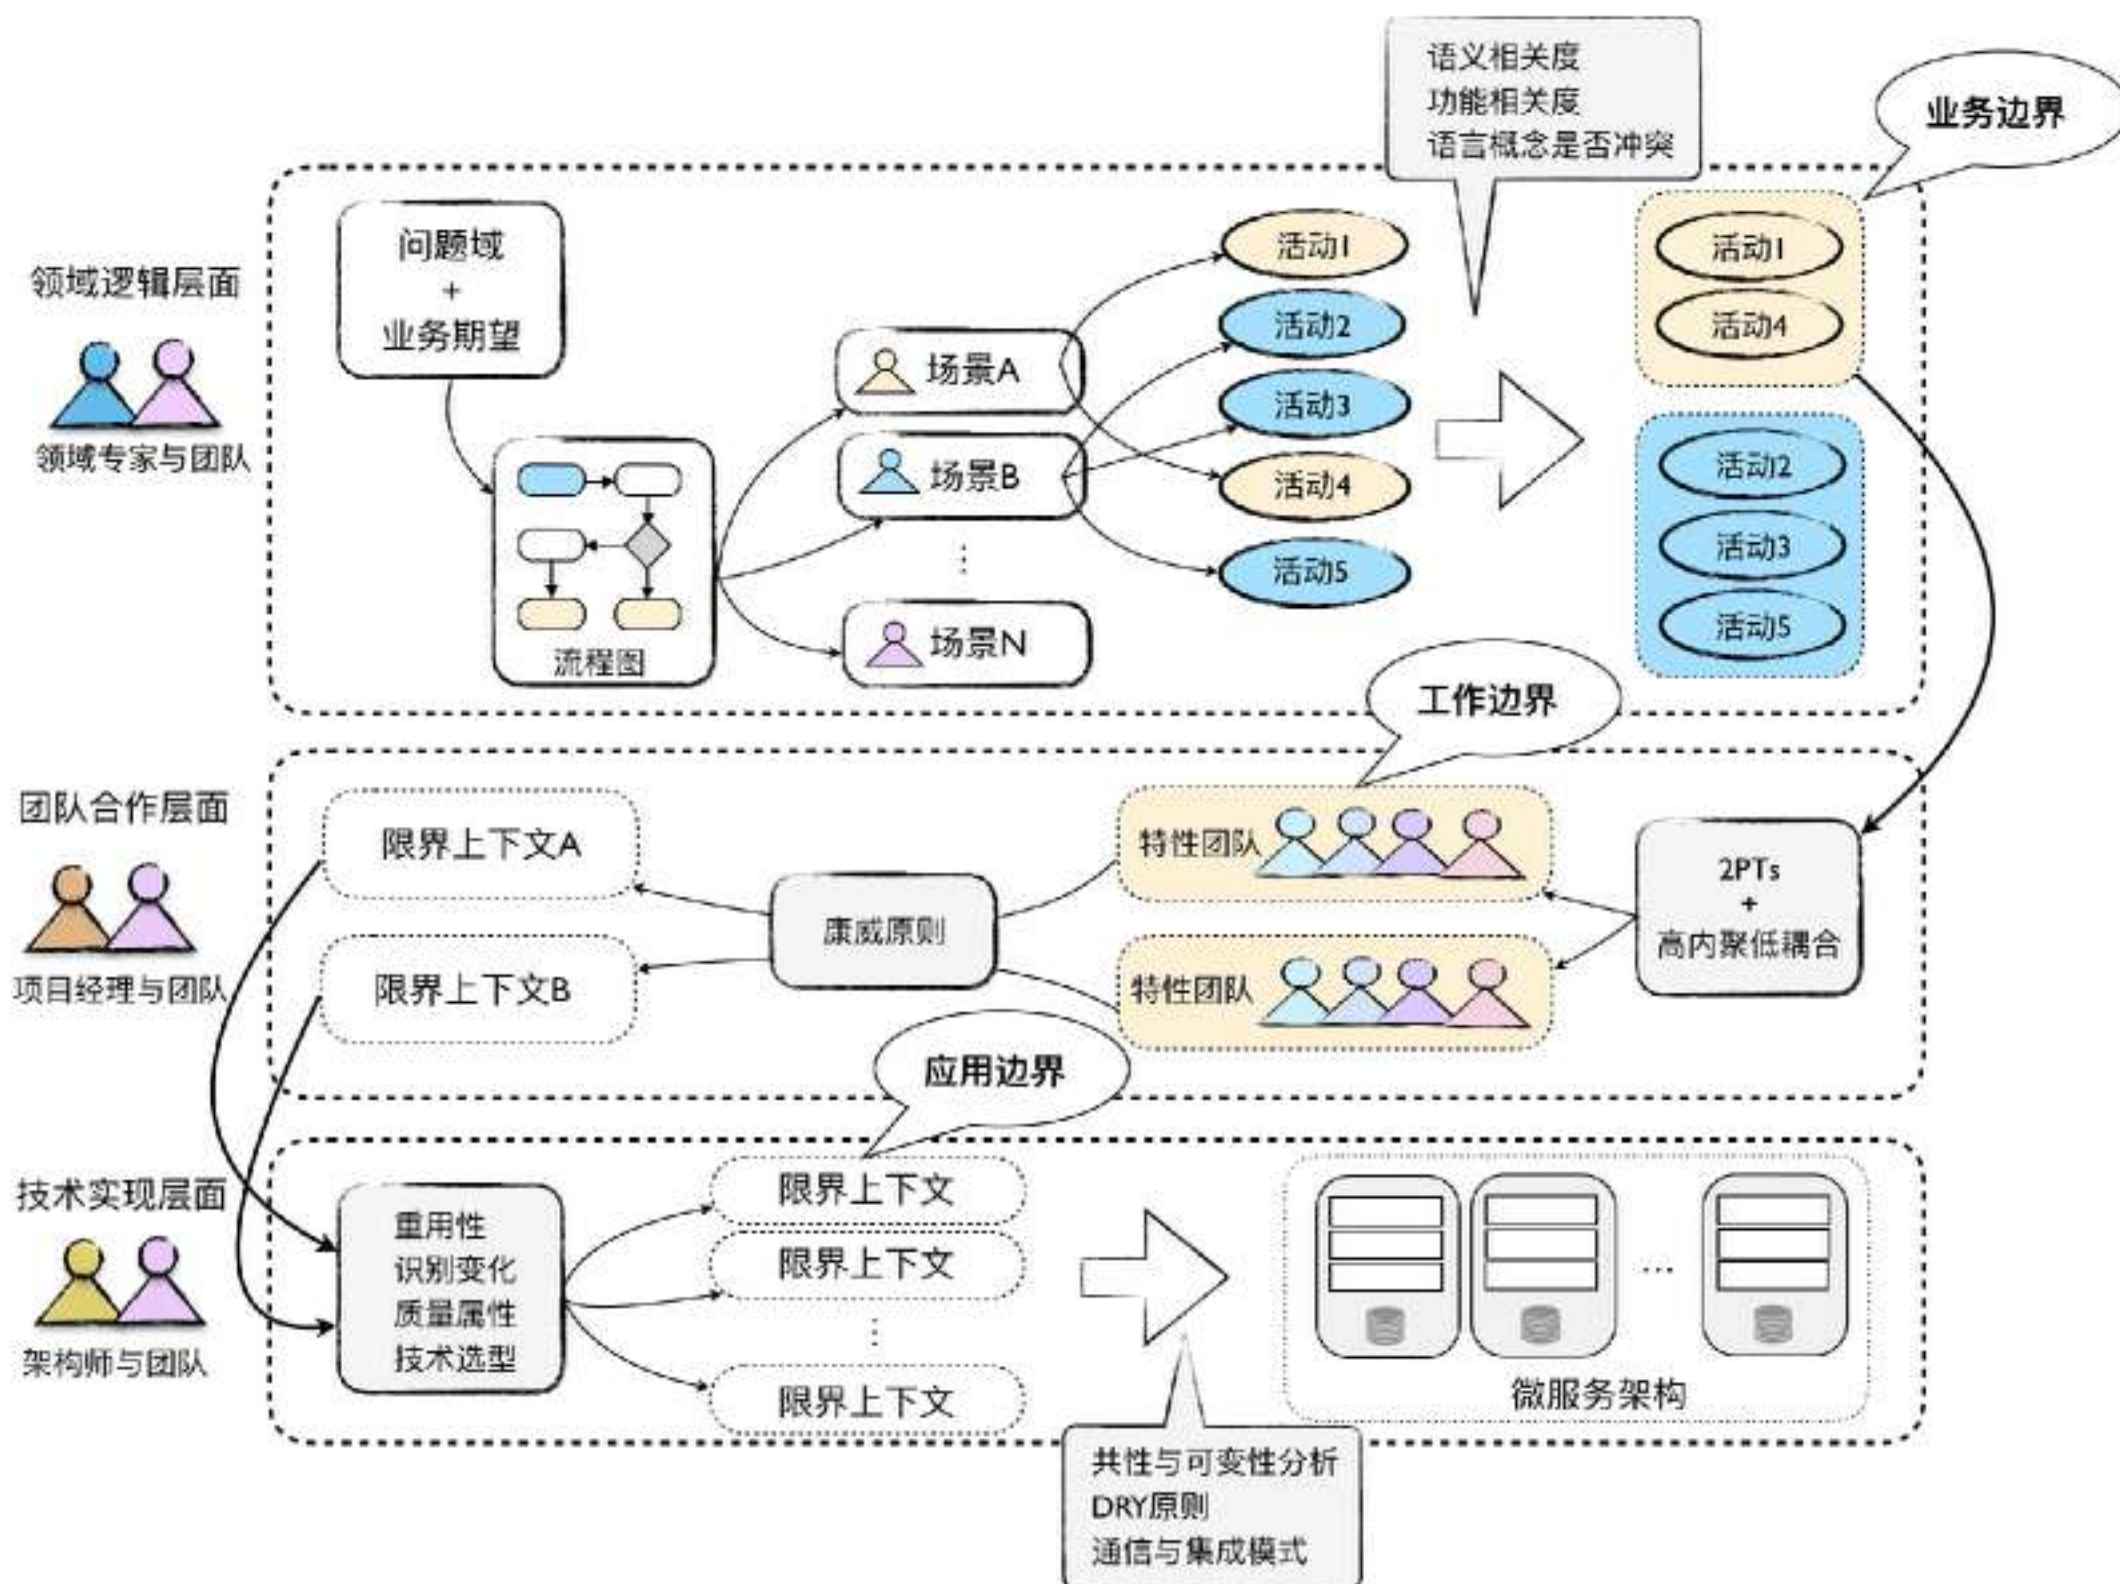 语义相关度
功能相关度
语言概念是否冲突
业务边界
领域逻辑层面
领域专家与团队
问题域
+
业务期望
流程图
场景A
场景B
⋮
场景N
活动1
活动2
活动3
活动4
活动5
活动1
活动4
活动2
活动3
活动5
工作边界
团队合作层面
项目经理与团队
限界上下文A
限界上下文B
康威原则
特性团队
特性团队
2PTs
+
高内聚低耦合
应用边界
技术实现层面
架构师与团队
重用性
识别变化
质量属性
技术选型
限界上下文
限界上下文
⋮
限界上下文
...
微服务架构
共性与可变性分析
DRY原则
通信与集成模式